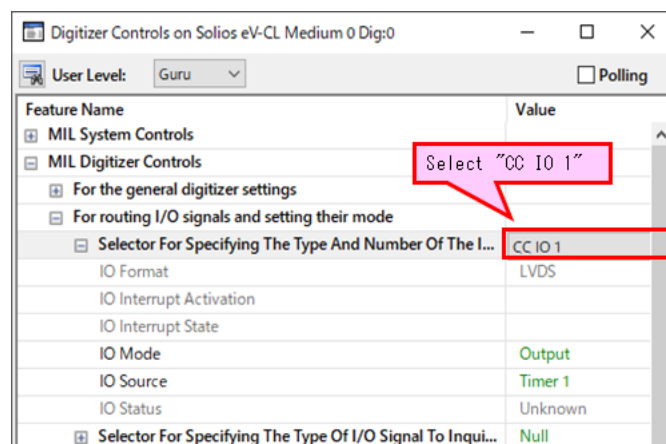 Digitizer Controls on Solios eV-CL Medium 0 Dig:0
User Level: Guru Polling
Feature Name Value
MIL System Controls
MIL Digitizer Controls
Select "CC IO 1"
For the general digitizer settings
For routing I/O signals and setting their mode
Selector For Specifying The Type And Number Of The I... CC IO 1
IO Format LVDS
IO Interrupt Activation
IO Interrupt State
IO Mode Output
IO Source Timer 1
IO Status Unknown
Selector For Specifying The Type Of I/O Signal To Inqui... Null